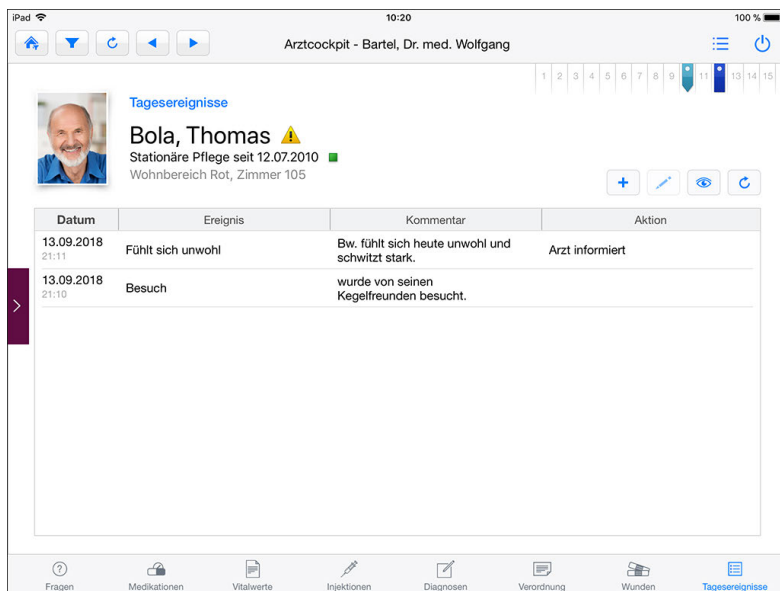 iPad 10:20 100 %
Arztcockpit - Bartel, Dr. med. Wolfgang
1 2 3 4 5 6 7 8 9 11 13 14 15
Tagesereignisse
Bola, Thomas
Stationäre Pflege seit 12.07.2010
Wohnbereich Rot, Zimmer 105
Datum Ereignis Kommentar Aktion
13.09.2018
21:11
Fühlt sich unwohl
Bw. fühlt sich heute unwohl und
schwitzt stark.
Arzt informiert
13.09.2018
21:10
Besuch
wurde von seinen
Kegelfreunden besucht.
Fragen Medikationen Vitalwerte Injektionen Diagnosen Verordnung Wunden Tagesereignisse